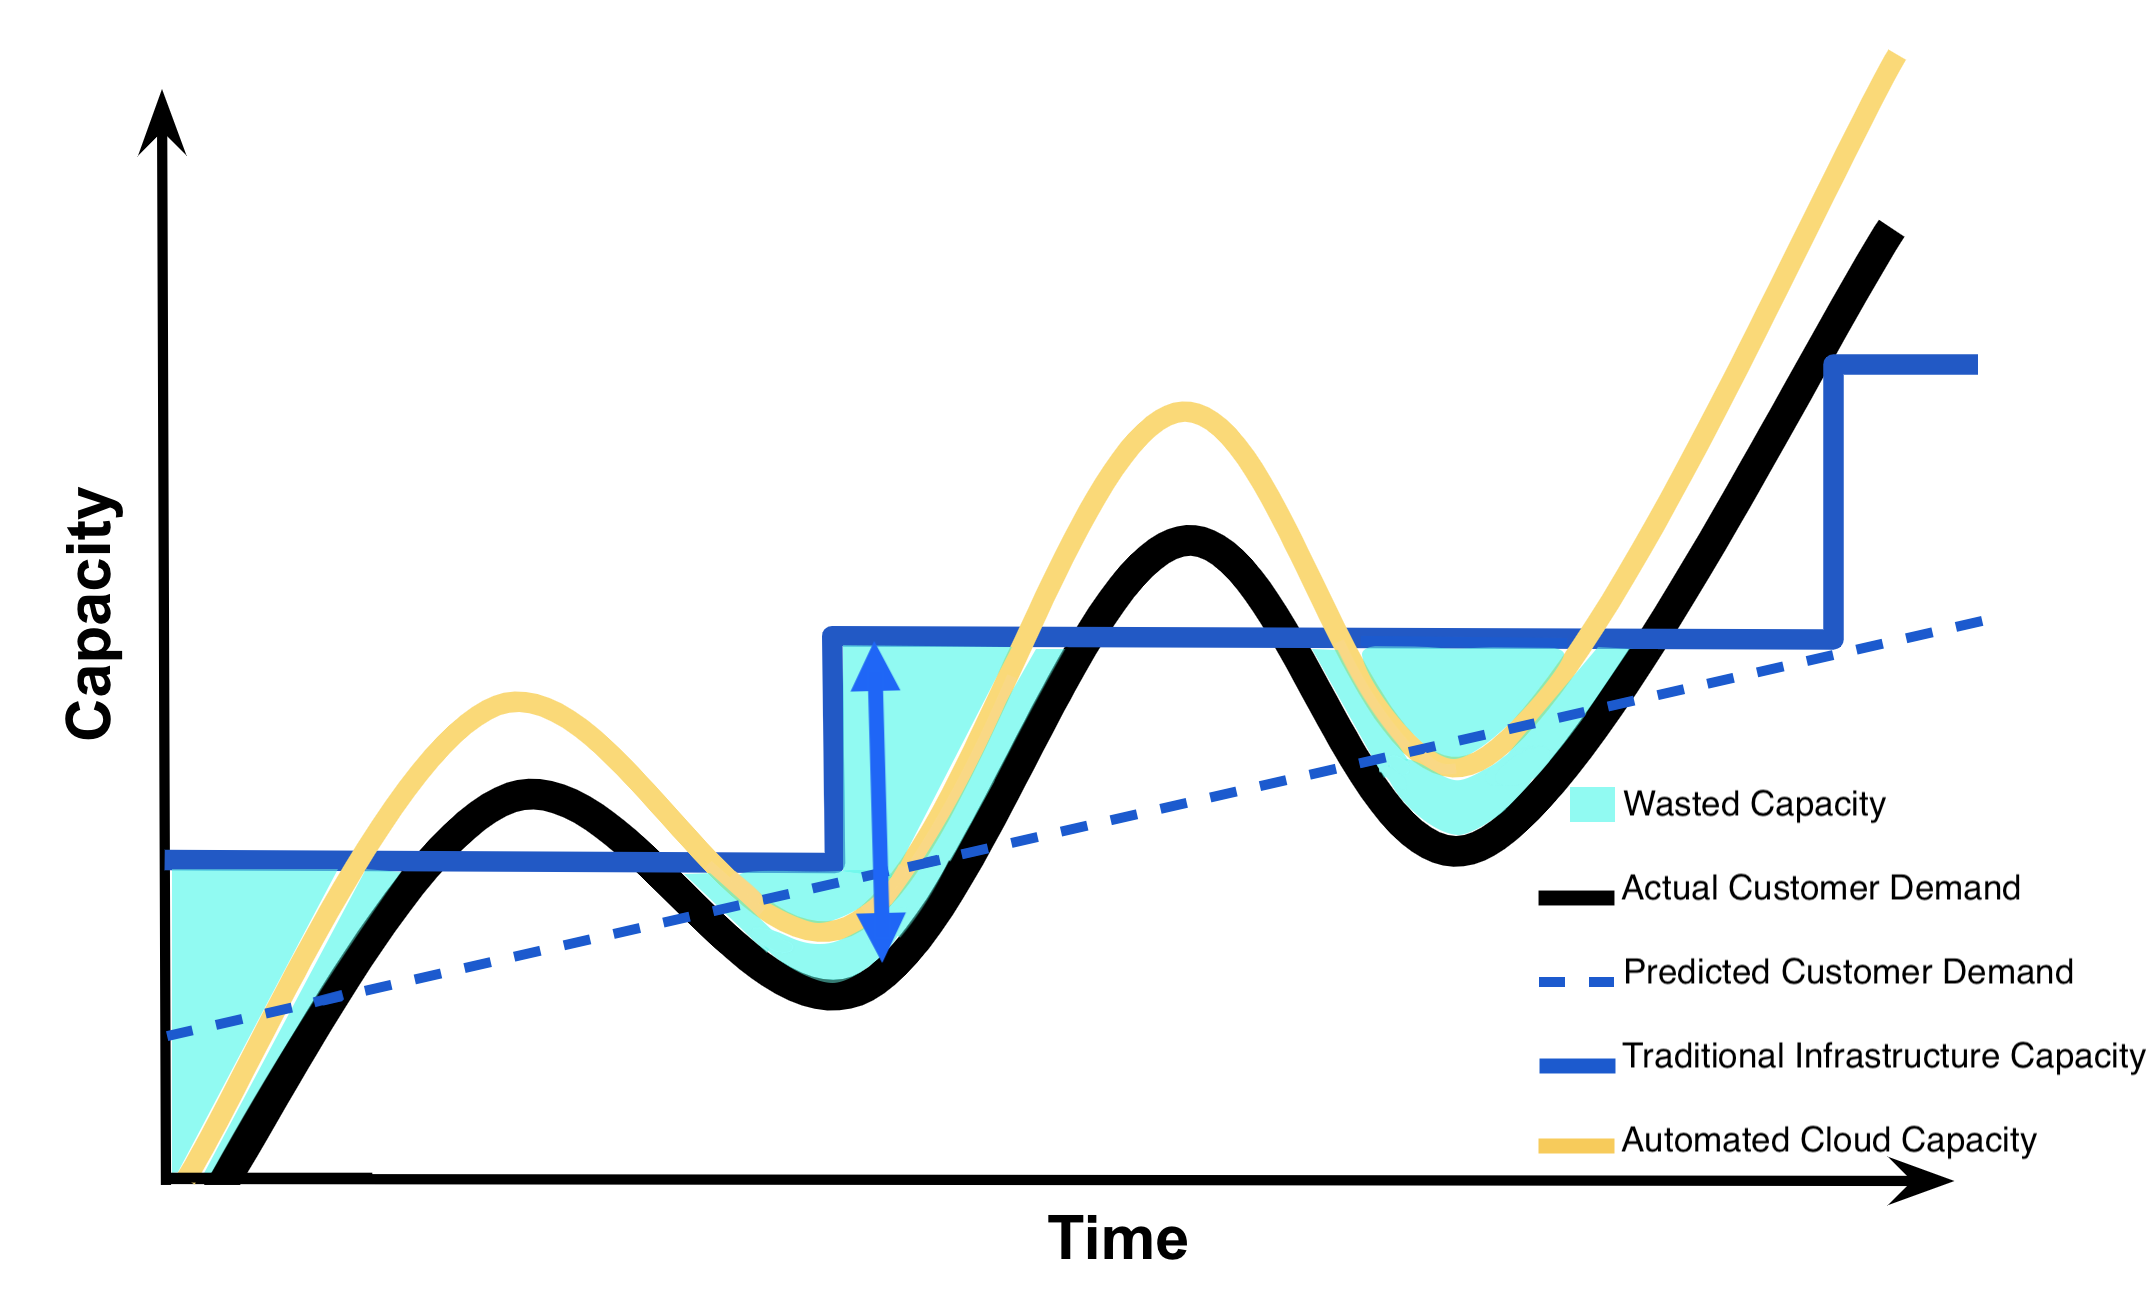 Capacity
Wasted Capacity
Actual Customer Demand
Predicted Customer Demand
Traditional Infrastructure Capacity
Automated Cloud Capacity
Time